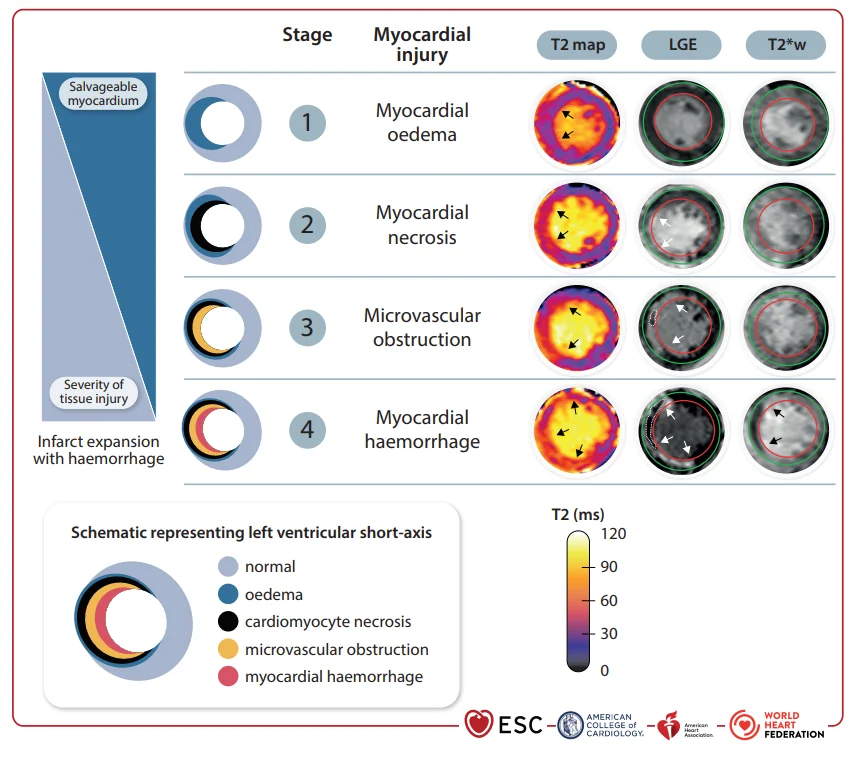 Stage
Myocardial
injury
T2 map
LGE
T2*w
Salvageable
myocardium
1
Myocardial
oedema
2
Myocardial
necrosis
3
Microvascular
obstruction
Severity of
tissue injury
4
Myocardial
haemorrhage
Infarct expansion
with haemorrhage
Schematic representing left ventricular short-axis
normal
oedema
cardiomyocyte necrosis
microvascular obstruction
myocardial haemorrhage
T2 (ms)
120
90
60
30
0
ESC
AMERICAN
COLLEGE of
CARDIOLOGY.
American
Heart
Association.
WORLD
HEART
FEDERATION